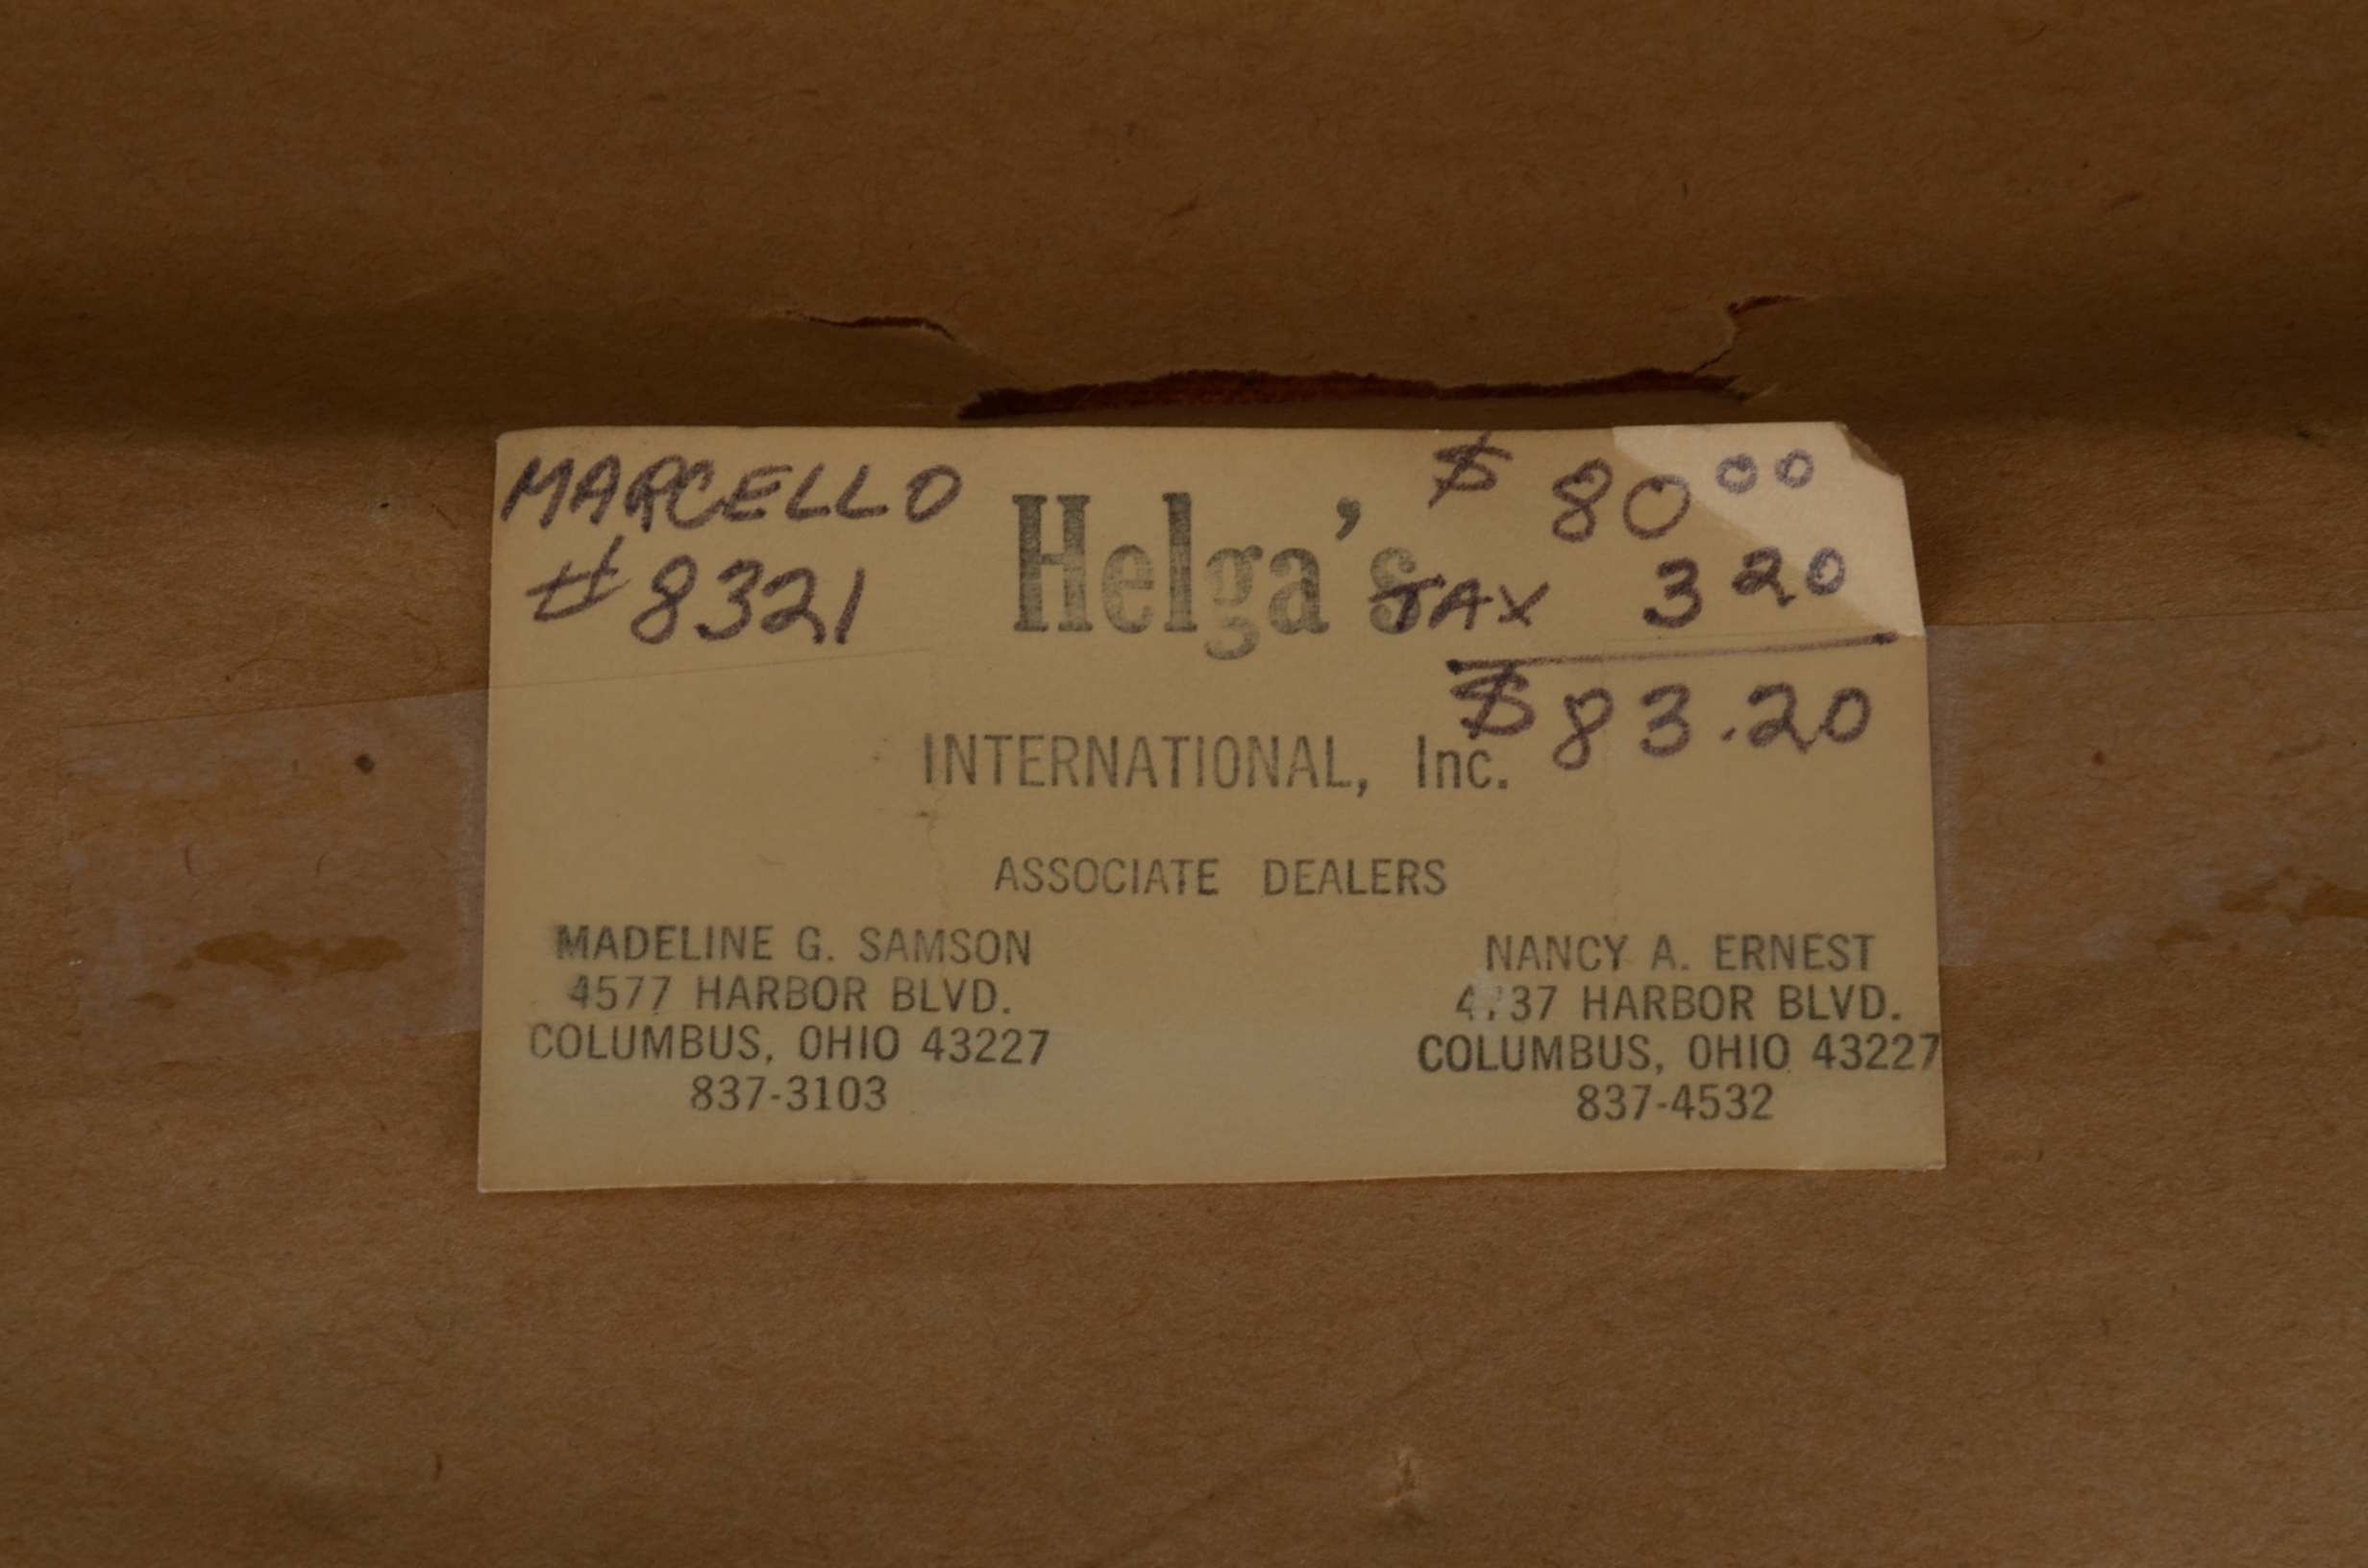 MARCELLO
#8321
$ 80 00
TAX 3 20
$83.20
Helga's
INTERNATIONAL, Inc.
ASSOCIATE DEALERS
MADELINE G. SAMSON
4577 HARBOR BLVD.
COLUMBUS, OHIO 43227
837-3103
NANCY A. ERNEST
HARBOR BLVD.
COLUMBUS, OHIO 43227
837-4532